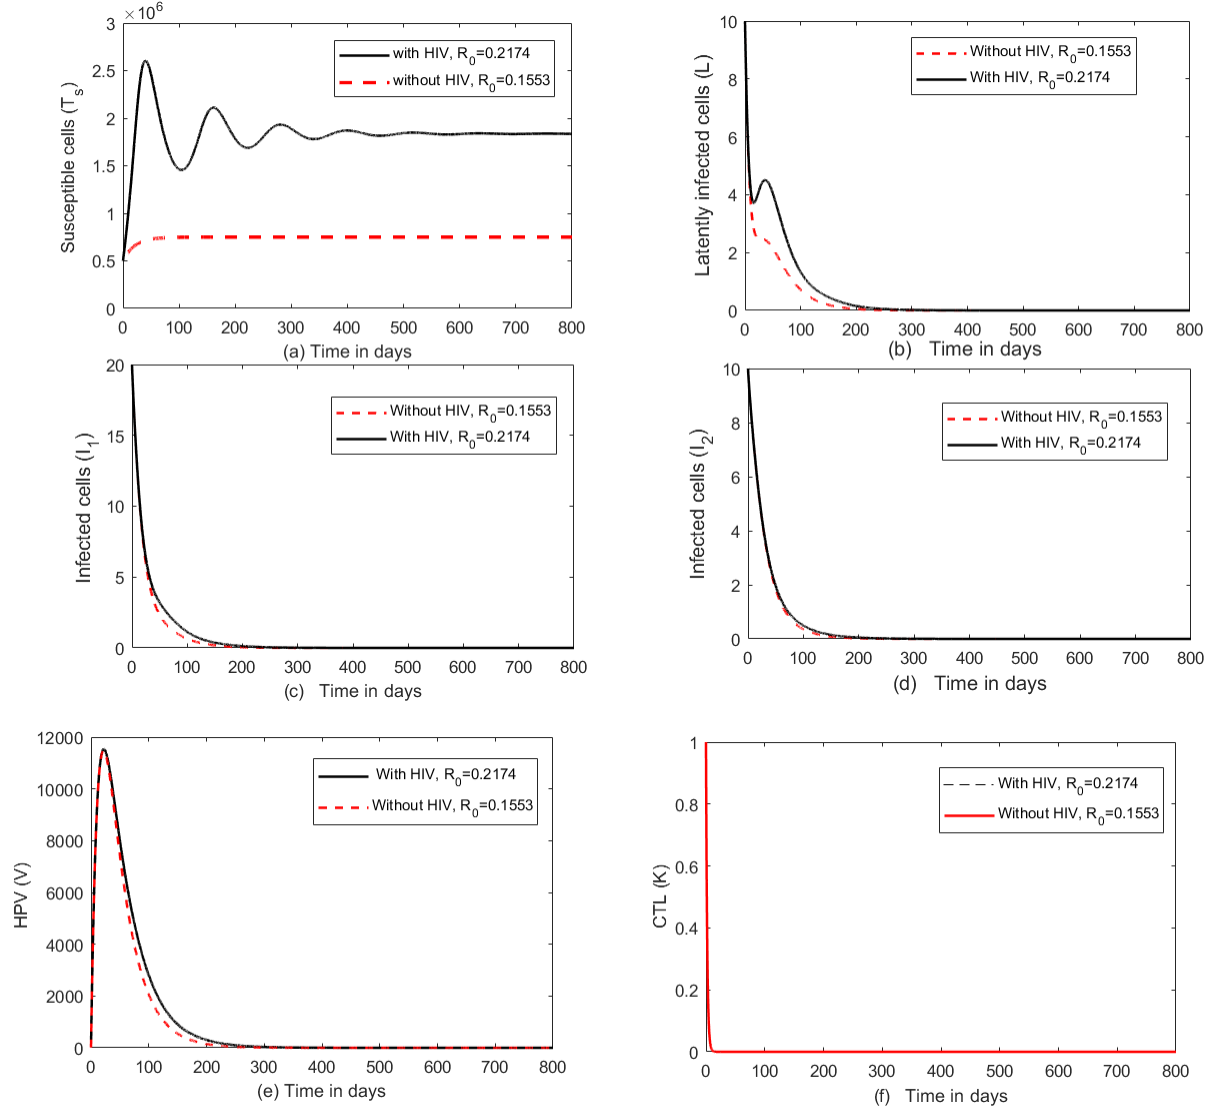 ×10^6
3
2.5
2
1.5
1
0.5
0
Susceptible cells (T_s)
with HIV, R_0=0.2174
without HIV, R_0=0.1553
0 100 200 300 400 500 600 700 800
(a) Time in days
10
8
6
4
2
0
Latently infected cells (L)
Without HIV, R_0=0.1553
With HIV, R_0=0.2174
0 100 200 300 400 500 600 700 800
(b) Time in days
20
15
10
5
0
Infected cells (I_1)
Without HIV, R_0=0.1553
With HIV, R_0=0.2174
0 100 200 300 400 500 600 700 800
(c) Time in days
10
8
6
4
2
0
Infected cells (I_2)
Without HIV, R_0=0.1553
With HIV, R_0=0.2174
0 100 200 300 400 500 600 700 800
(d) Time in days
12000
10000
8000
6000
4000
2000
0
HPV (V)
With HIV, R_0=0.2174
Without HIV, R_0=0.1553
0 100 200 300 400 500 600 700 800
(e) Time in days
1
0.8
0.6
0.4
0.2
0
CTL (K)
With HIV, R_0=0.2174
Without HIV, R_0=0.1553
0 100 200 300 400 500 600 700 800
(f) Time in days